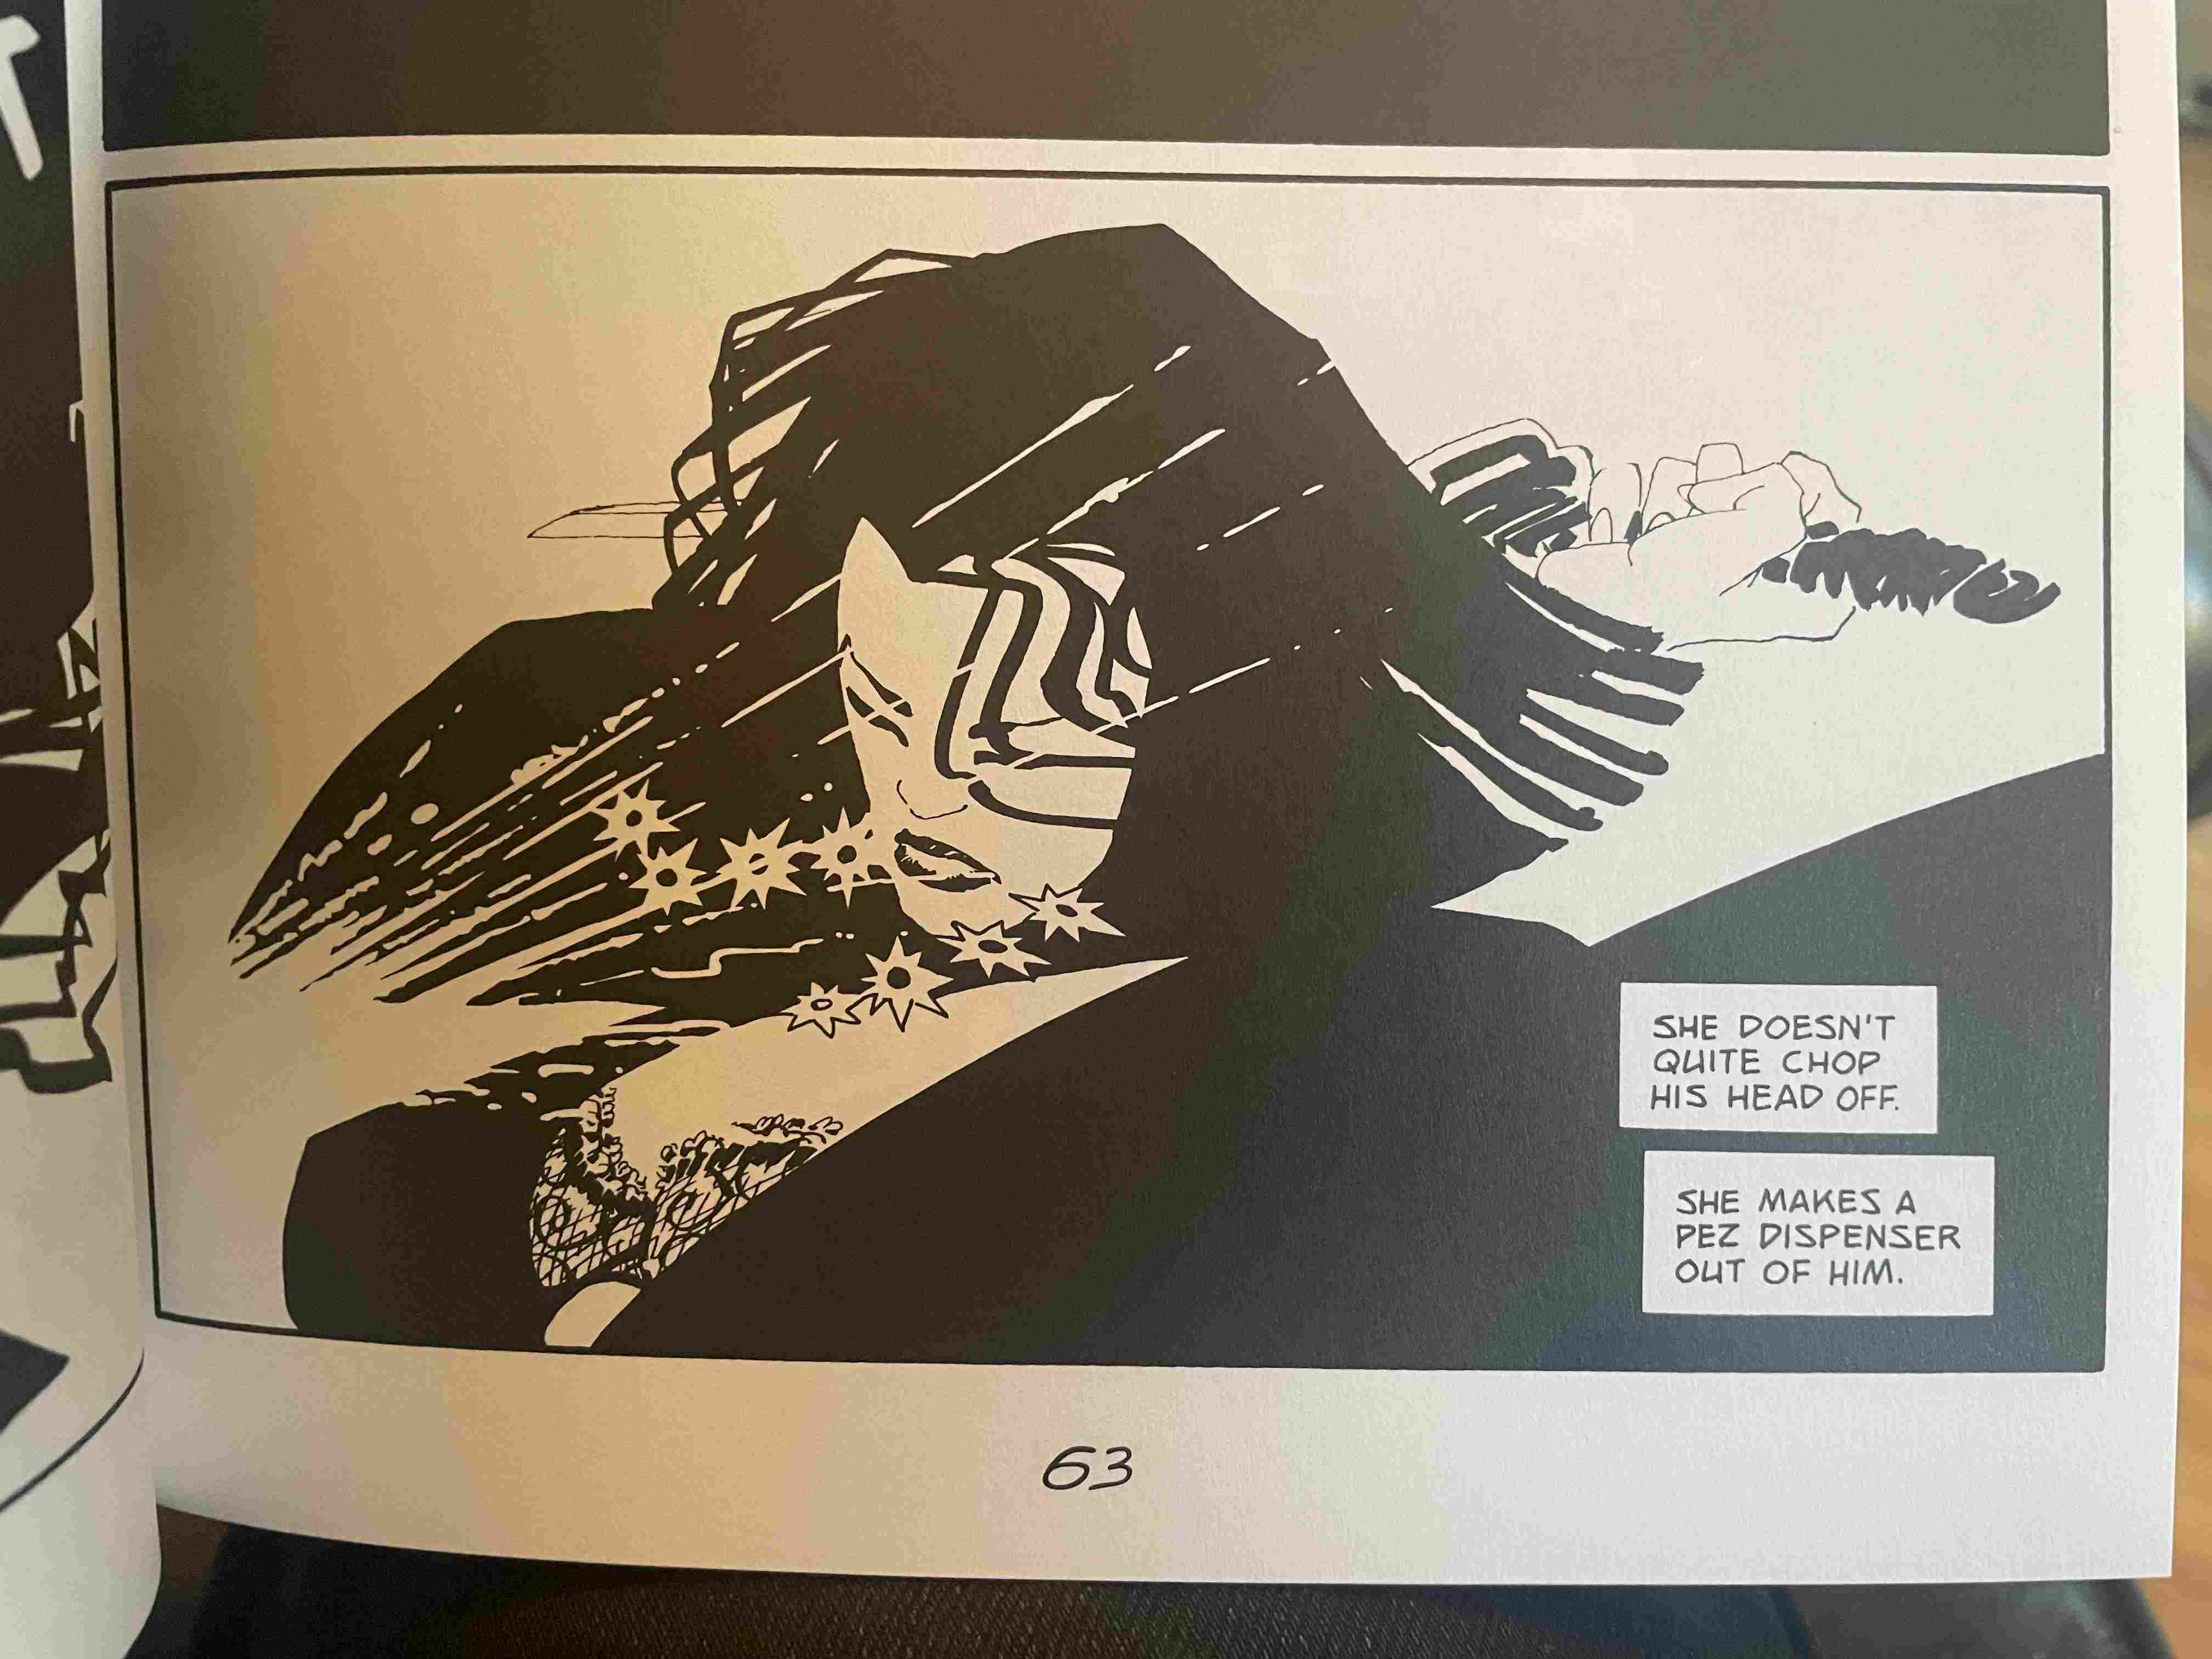 SHE DOESN'T
QUITE CHOP
HIS HEAD OFF.
SHE MAKES A
PEZ DISPENSER
OUT OF HIM.
63